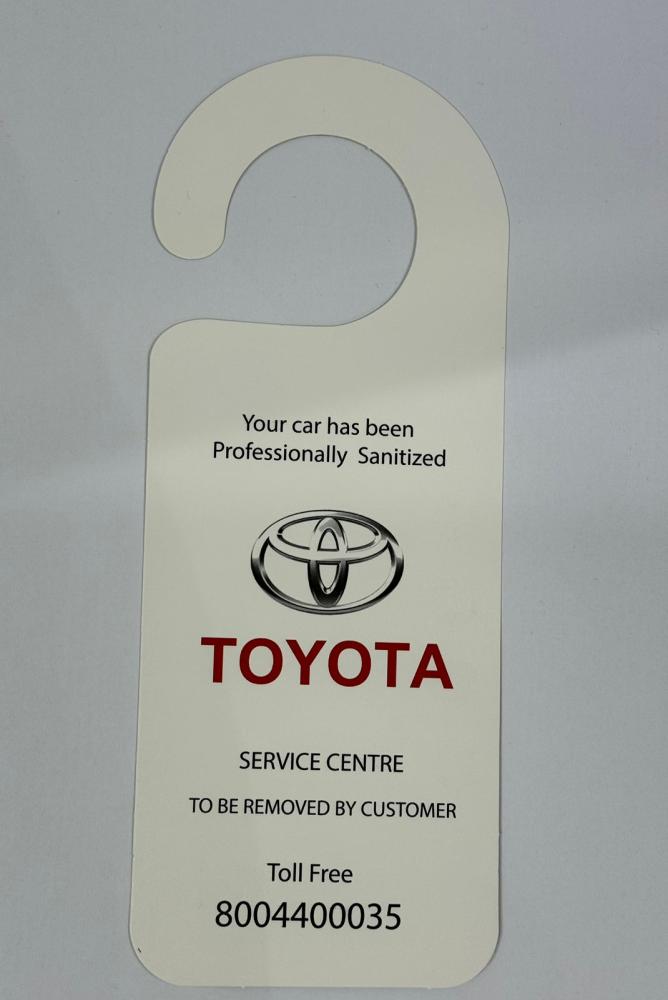 Your car has been
Professionally Sanitized
TOYOTA
SERVICE CENTRE
TO BE REMOVED BY CUSTOMER
Toll Free
8004400035